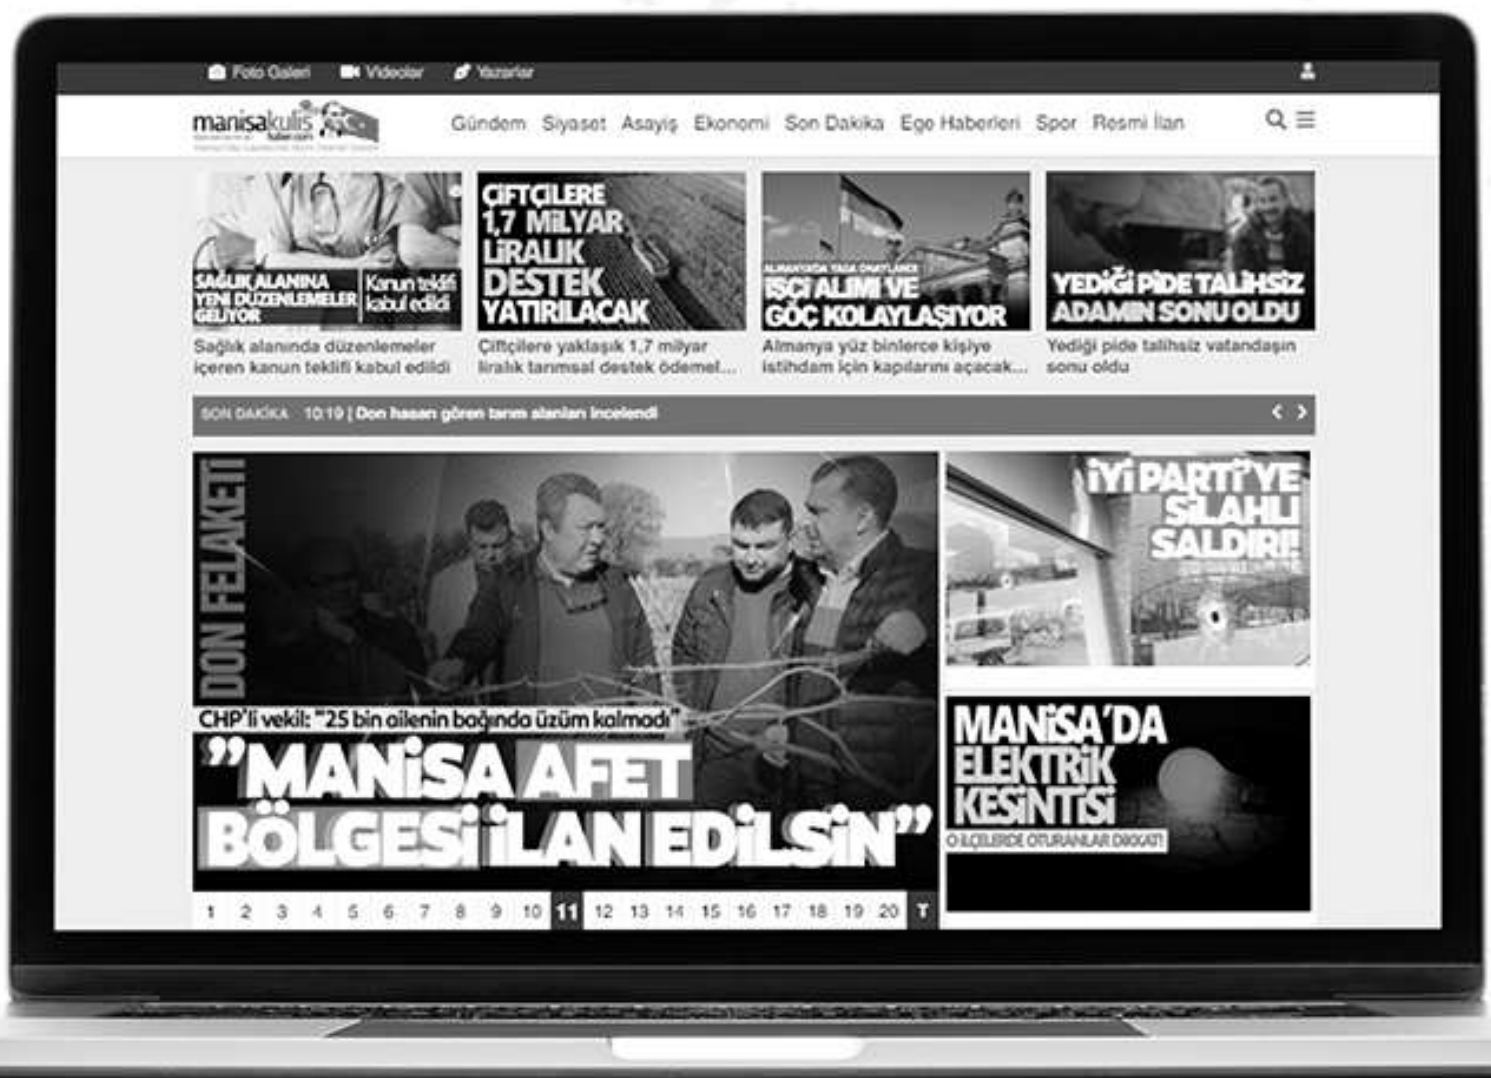 Foto Galeri Videolar Yazarlar
manisakulis
haber.com
Gündem Siyaset Asayiş Ekonomi Son Dakika Ege Haberleri Spor Resmi İlan
SAĞLIK ALANINA
YENİ DÜZENLEMELER
GELİYOR
Kanun teklifi
kabul edildi
Sağlık alanında düzenlemeler
içeren kanun teklifi kabul edildi
ÇİFTÇİLERE
1,7 MİLYAR
LİRALIK
DESTEK
YATIRILACAK
Çiftçilere yaklaşık 1,7 milyar
liralık tarımsal destek ödemel...
ALMANYA'DA YASA ONAYLANDI
İŞÇİ ALIMI VE
GÖÇ KOLAYLAŞIYOR
Almanya yüz binlerce kişiye
istihdam için kapılarını açacak...
YEDİĞİ PİDE TALİHSİZ
ADAMIN SONU OLDU
Yediği pide talihsiz vatandaşın
sonu oldu
SON DAKİKA 10:19 | Don hasarı gören tarım alanları incelendi
DON FELAKETİ
CHP'li vekil: "25 bin ailenin bağında üzüm kalmadı"
"MANİSA AFET
BÖLGESİ İLAN EDİLSİN"
1 2 3 4 5 6 7 8 9 10 11 12 13 14 15 16 17 18 19 20 T
İYİ PARTİ'YE
SİLAHLI
SALDIRI!
MANİSA'DA
ELEKTRİK
KESİNTİSİ
O İLÇELERDE OTURANLAR DİKKAT!